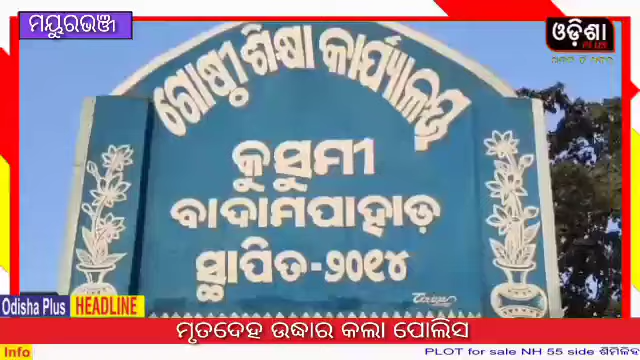 ମୟୂରଭଞ୍ଜ
ଓଡ଼ିଶା
PLUS
ଗୋଷ୍ଠୀ ଶିକ୍ଷା କାର୍ଯ୍ୟାଳୟ
କୁସୁମୀ
ବାଦାମପାହାଡ଼
ସ୍ଥାପିତ-୨୦୧୪
Odisha Plus HEADLINE
ମୃତଦେହ ଉଦ୍ଧାର କଲା ପୋଲିସ
Info PLOT for sale NH 55 side